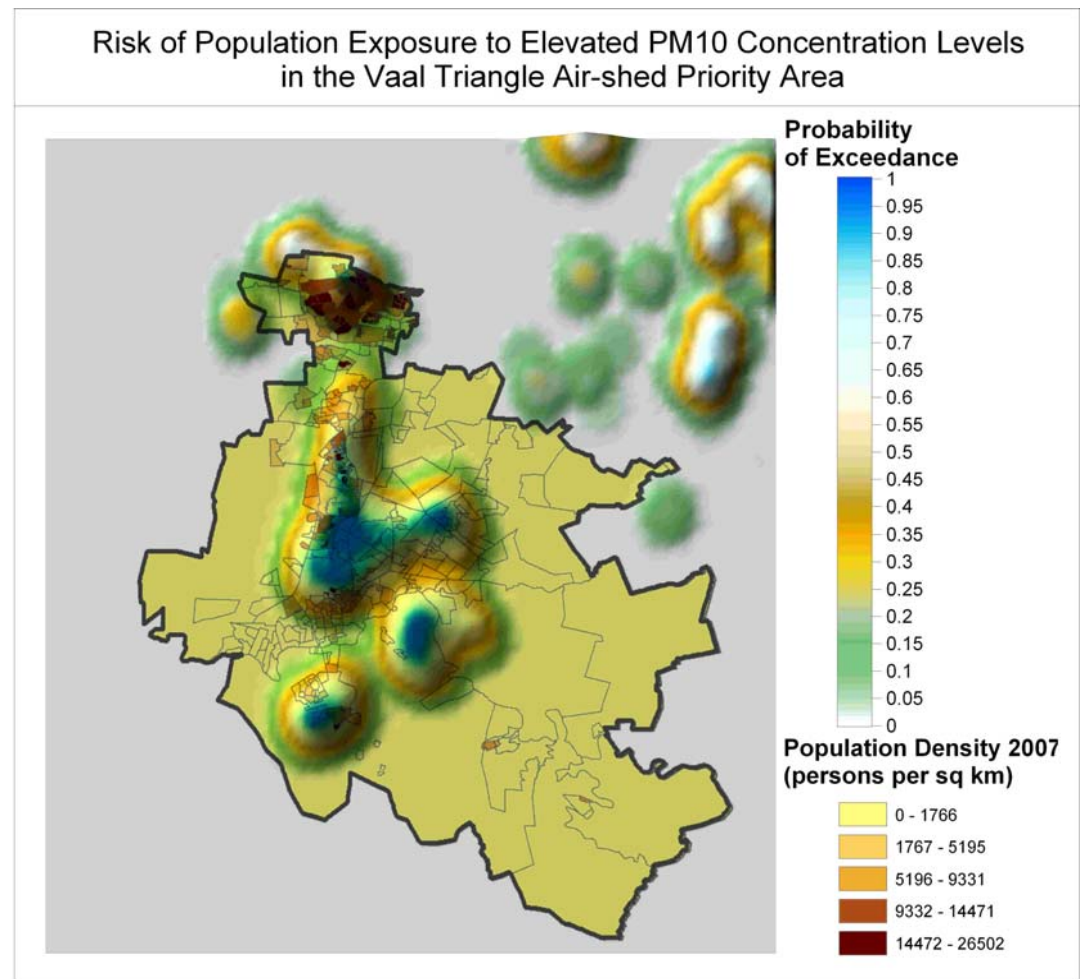 Risk of Population Exposure to Elevated PM10 Concentration Levels
in the Vaal Triangle Air-shed Priority Area
Probability
of Exceedance
1
0.95
0.9
0.85
0.8
0.75
0.7
0.65
0.6
0.55
0.5
0.45
0.4
0.35
0.3
0.25
0.2
0.15
0.1
0.05
0
Population Density 2007
(persons per sq km)
0 - 1766
1767 - 5195
5196 - 9331
9332 - 14471
14472 - 26502